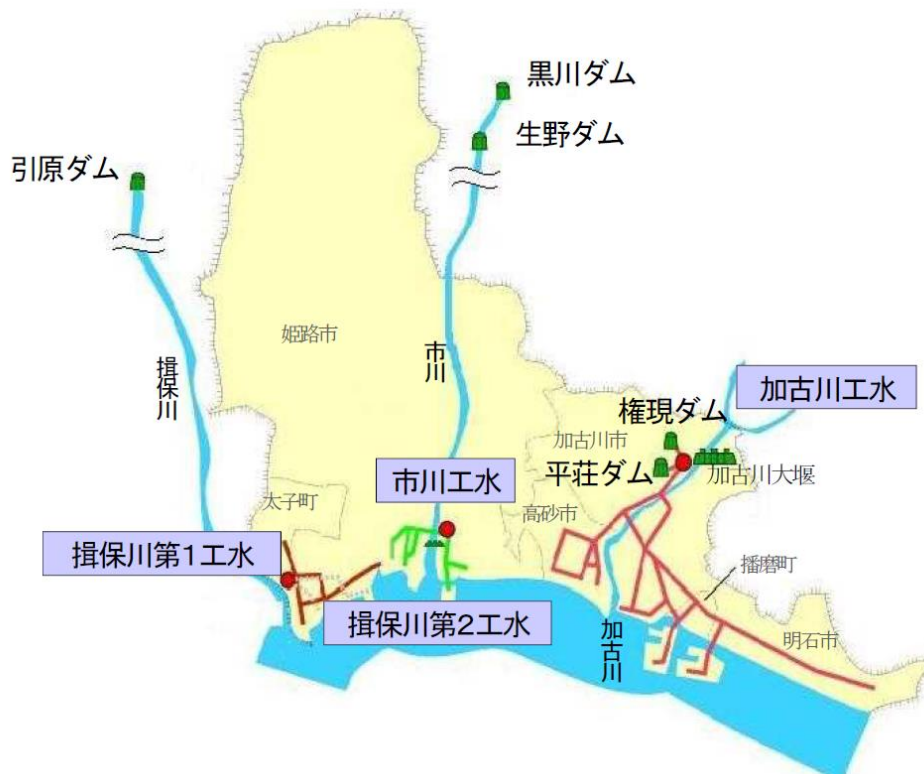 黒川ダム
生野ダム
引原ダム
姫路市
市川
揖保川
加古川工水
権現ダム
加古川市
平荘ダム
加古川大堰
市川工水
太子町
高砂市
揖保川第1工水
播磨町
揖保川第2工水
加古川
明石市